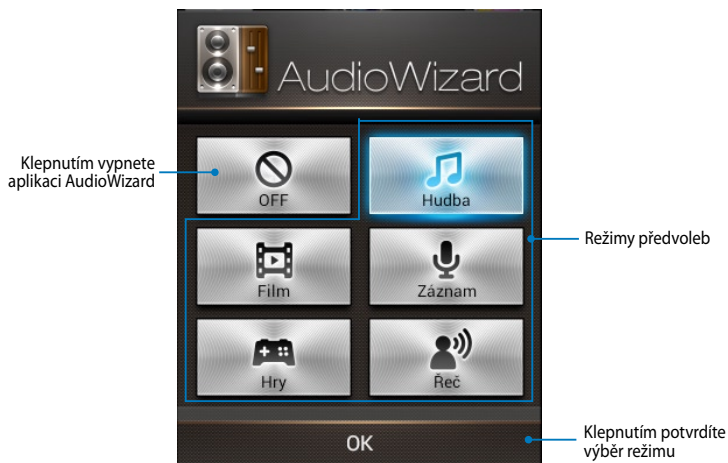 AudioWizard
Klepnutím vypnete
aplikaci AudioWizard
OFF
Hudba
Režimy předvoleb
Film
Záznam
Hry
Řeč
OK
Klepnutím potvrdíte
výběr režimu